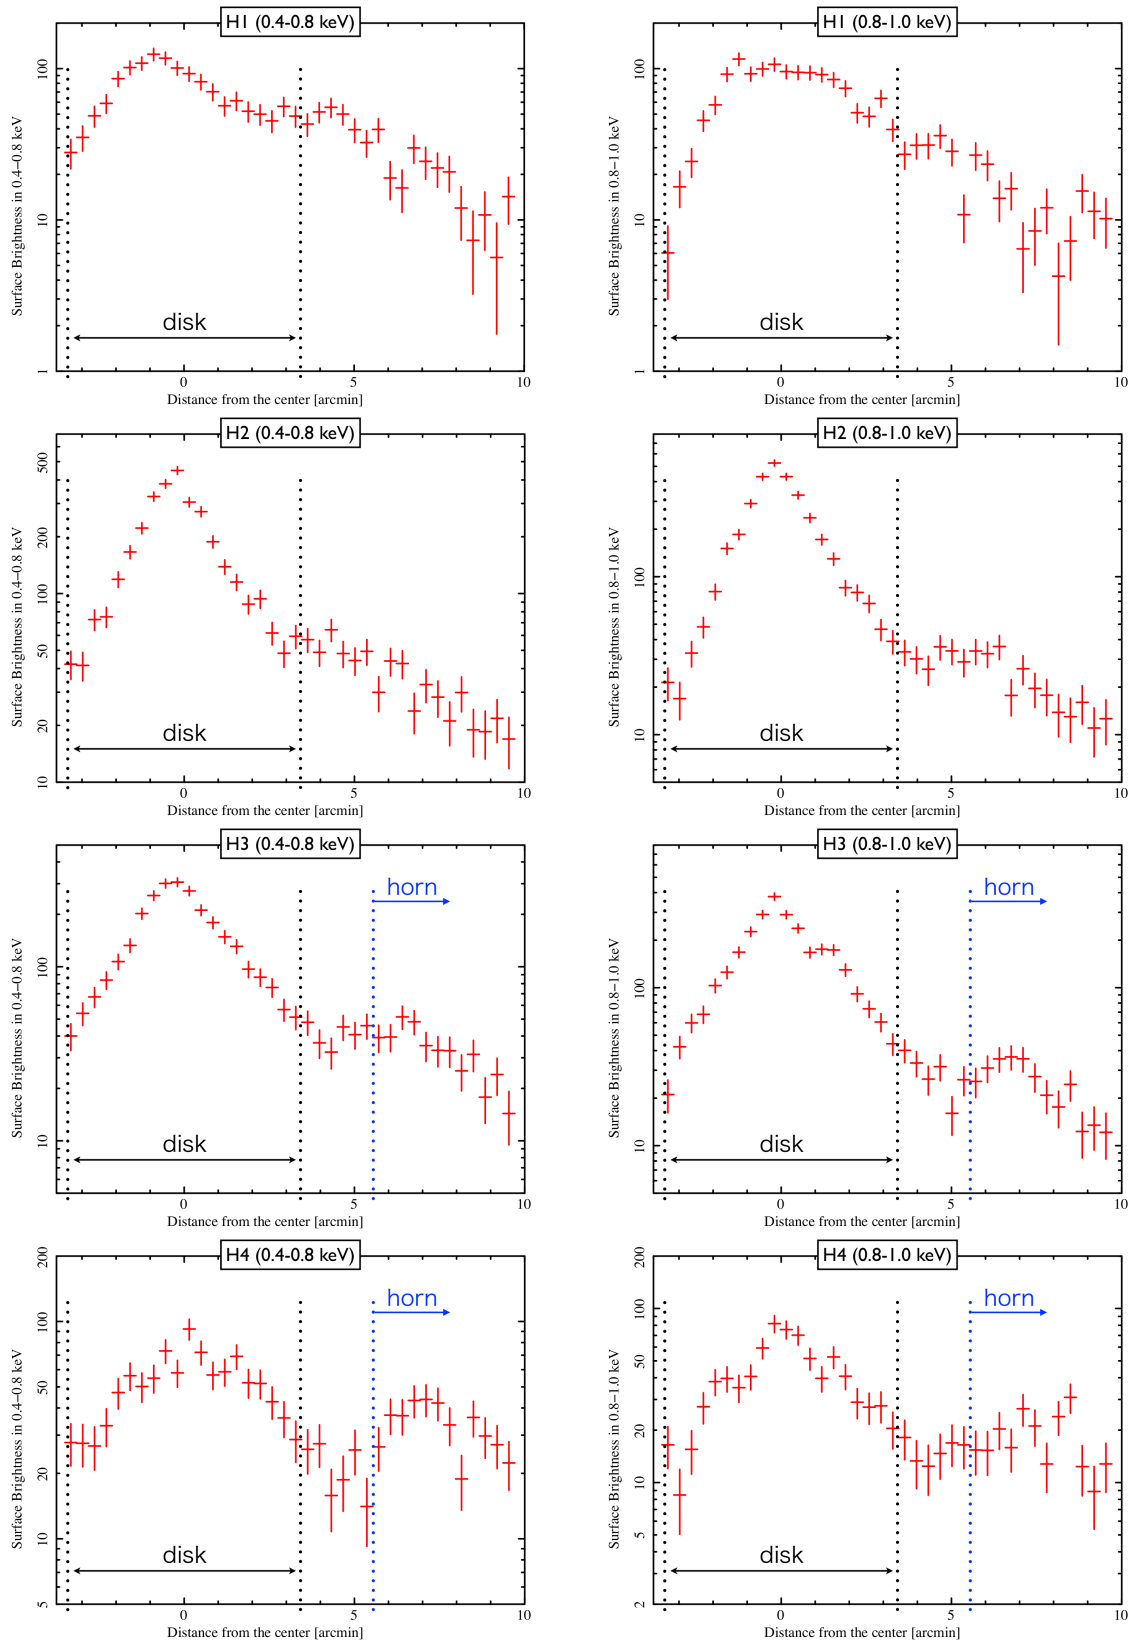 H1 (0.4-0.8 keV)
Surface Brightness in 0.4−0.8 keV
100
10
1
disk
0 5 10
Distance from the center [arcmin]
H1 (0.8-1.0 keV)
Surface Brightness in 0.8−1.0 keV
100
10
1
disk
0 5 10
Distance from the center [arcmin]
H2 (0.4-0.8 keV)
Surface Brightness in 0.4−0.8 keV
500
200
100
50
20
10
disk
0 5 10
Distance from the center [arcmin]
H2 (0.8-1.0 keV)
Surface Brightness in 0.8−1.0 keV
100
10
disk
0 5 10
Distance from the center [arcmin]
H3 (0.4-0.8 keV)
Surface Brightness in 0.4−0.8 keV
100
10
horn
disk
0 5 10
Distance from the center [arcmin]
H3 (0.8-1.0 keV)
Surface Brightness in 0.8−1.0 keV
100
10
horn
disk
0 5 10
Distance from the center [arcmin]
H4 (0.4-0.8 keV)
Surface Brightness in 0.4−0.8 keV
200
100
50
20
10
5
horn
disk
0 5 10
Distance from the center [arcmin]
H4 (0.8-1.0 keV)
Surface Brightness in 0.8−1.0 keV
200
100
50
20
10
5
2
horn
disk
0 5 10
Distance from the center [arcmin]